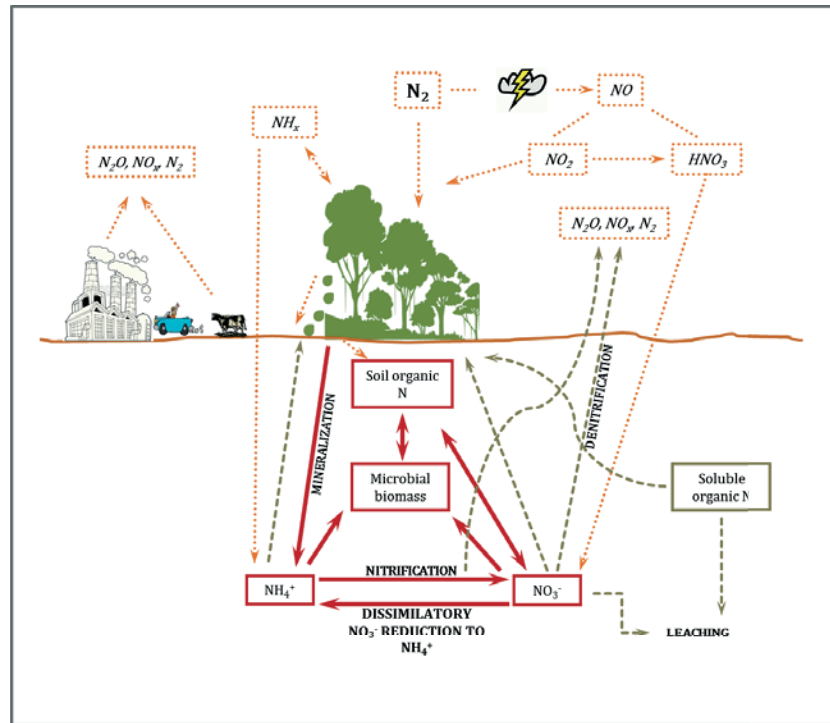 N₂
NO
NHₓ
NO₂
HNO₃
N₂O, NOₓ, N₂
N₂O, NOₓ, N₂
Soil organic
N
MINERALIZATION
DENITRIFICATION
Microbial
biomass
Soluble
organic N
NITRIFICATION
NH₄⁺
NO₃⁻
DISSIMILATORY
NO₃⁻ REDUCTION TO
NH₄⁺
LEACHING